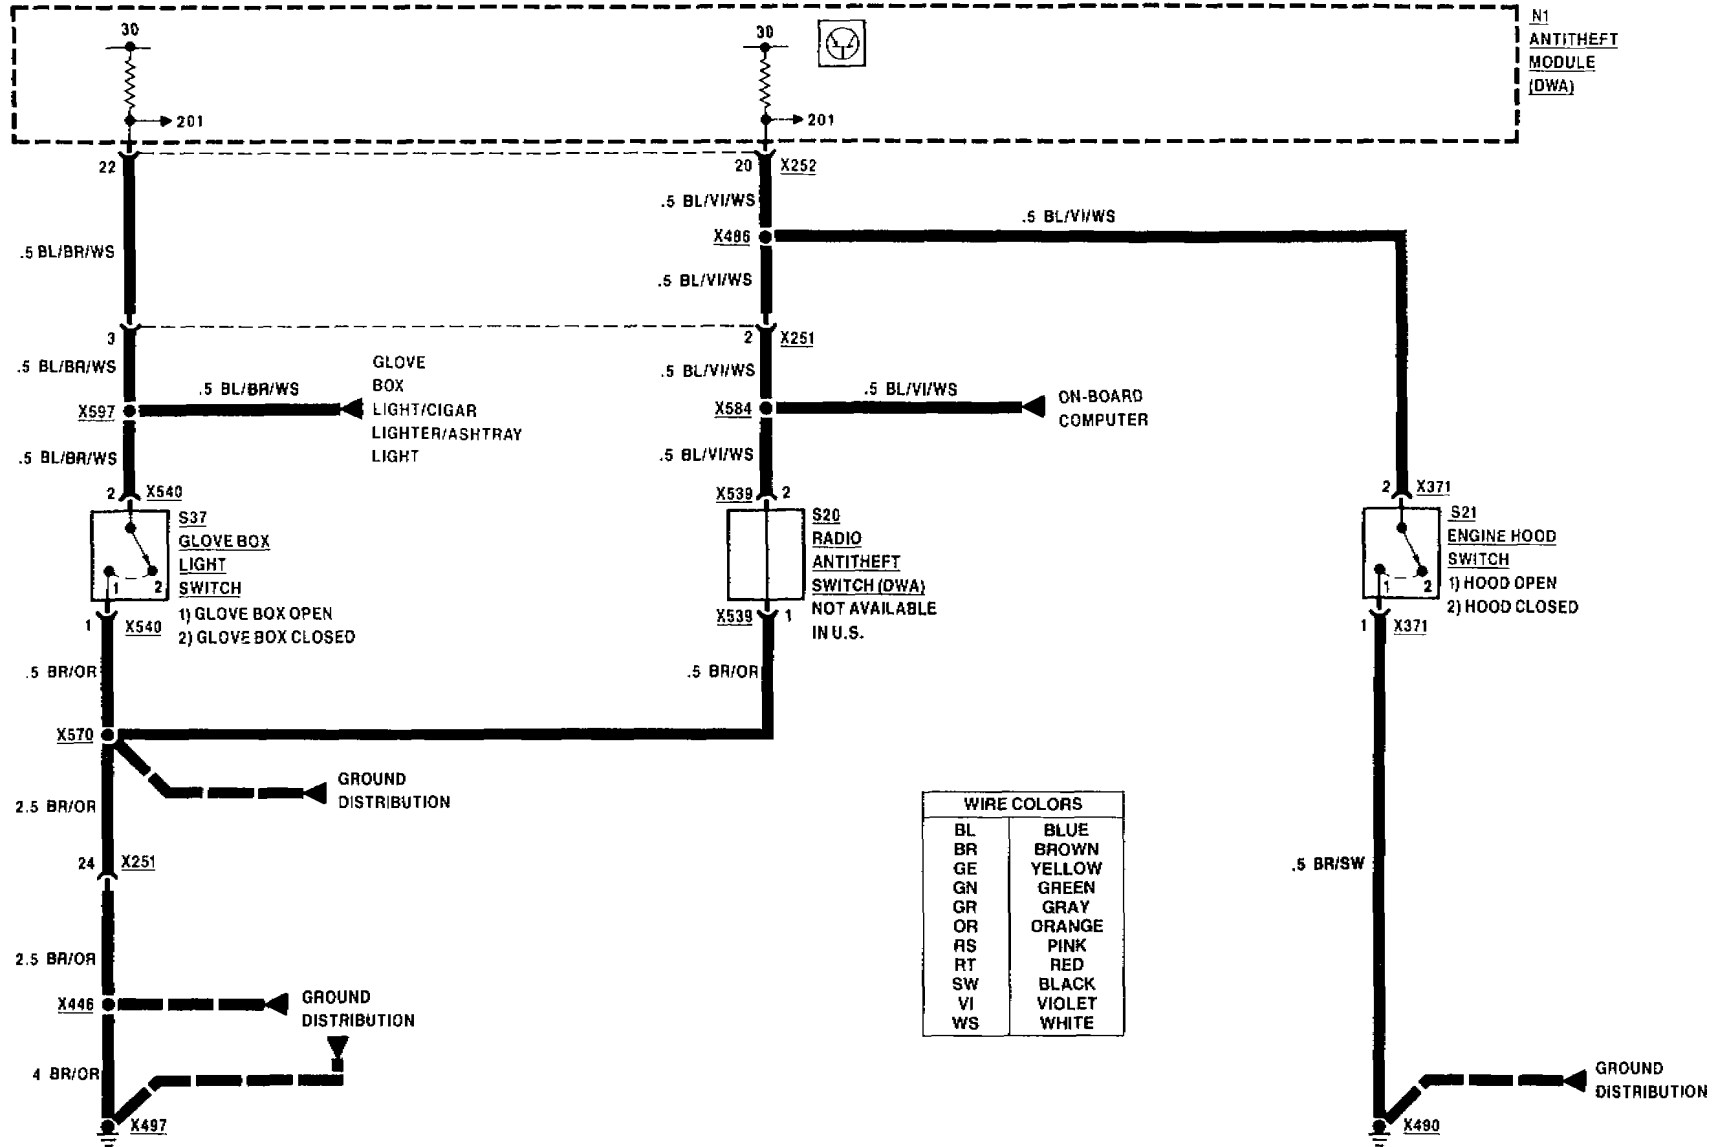 30
30
N1
ANTITHEFT
MODULE
(DWA)
201
201
22
20 X252
.5 BL/VI/WS
.5 BL/VI/WS
X486
.5 BL/BR/WS
.5 BL/VI/WS
3
2 X251
.5 BL/BR/WS
.5 BL/VI/WS
GLOVE
BOX
LIGHT/CIGAR
LIGHTER/ASHTRAY
LIGHT
.5 BL/BR/WS
.5 BL/VI/WS
ON-BOARD
COMPUTER
X597
X584
.5 BL/BR/WS
.5 BL/VI/WS
2 X540
X539 2
2 X371
S37
GLOVE BOX
LIGHT
SWITCH
1) GLOVE BOX OPEN
2) GLOVE BOX CLOSED
1 2
S20
RADIO
ANTITHEFT
SWITCH (DWA)
NOT AVAILABLE
IN U.S.
S21
ENGINE HOOD
SWITCH
1) HOOD OPEN
2) HOOD CLOSED
1 2
1 X540
X539 1
1 X371
.5 BR/OR
.5 BR/OR
X570
GROUND
DISTRIBUTION
2.5 BR/OR
24 X251
WIRE COLORS
BL BLUE
BR BROWN
GE YELLOW
GN GREEN
GR GRAY
OR ORANGE
RS PINK
RT RED
SW BLACK
VI VIOLET
WS WHITE
.5 BR/SW
2.5 BR/OR
X446
GROUND
DISTRIBUTION
4 BR/OR
X497
GROUND
DISTRIBUTION
X490